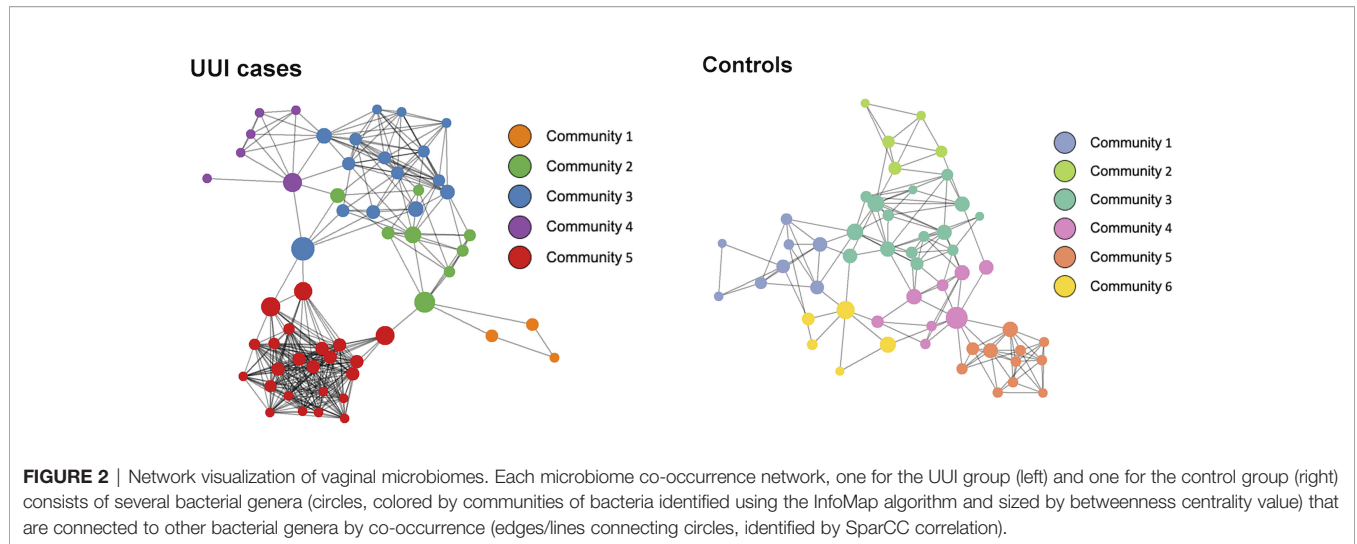 UUI cases
Controls
Community 1
Community 2
Community 3
Community 4
Community 5
Community 1
Community 2
Community 3
Community 4
Community 5
Community 6
FIGURE 2 | Network visualization of vaginal microbiomes. Each microbiome co-occurrence network, one for the UUI group (left) and one for the control group (right)
consists of several bacterial genera (circles, colored by communities of bacteria identified using the InfoMap algorithm and sized by betweenness centrality value) that
are connected to other bacterial genera by co-occurrence (edges/lines connecting circles, identified by SparCC correlation).